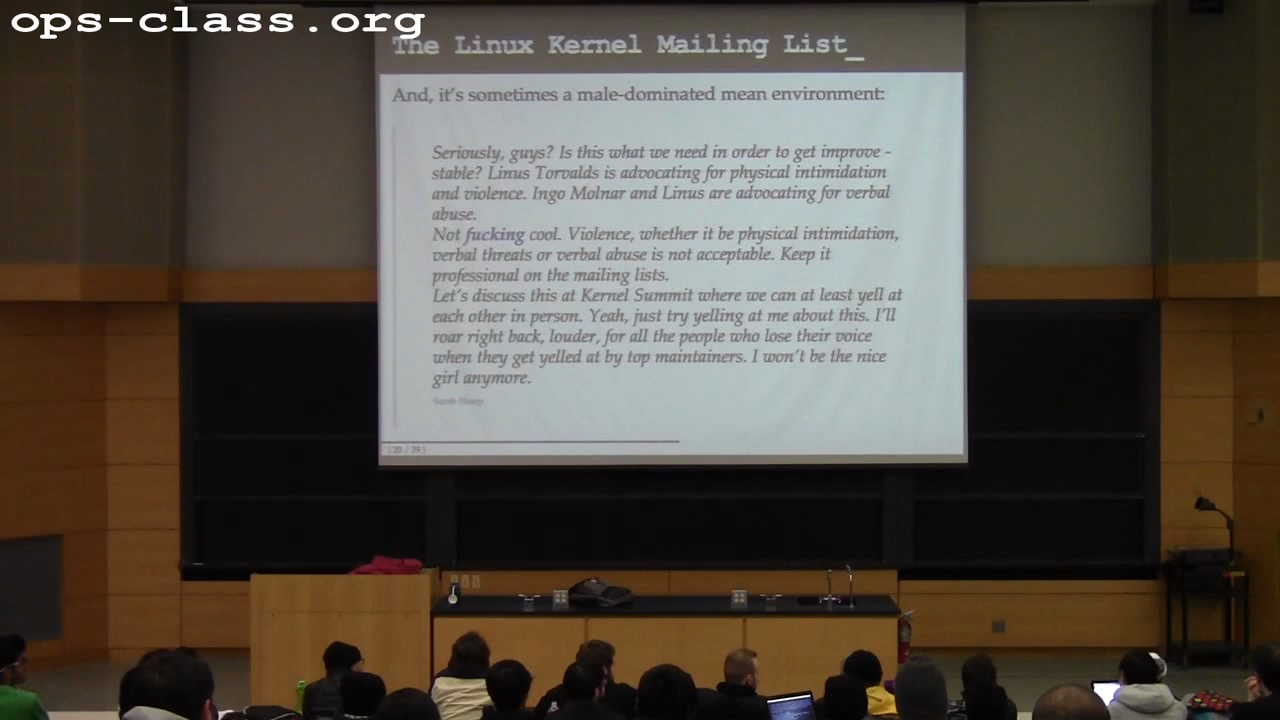 ops-class.org
The Linux Kernel Mailing List_
And, it's sometimes a male-dominated mean environment:
Seriously, guys? Is this what we need in order to get improve -
stable? Linus Torvalds is advocating for physical intimidation
and violence. Ingo Molnar and Linus are advocating for verbal
abuse.
Not fucking cool. Violence, whether it be physical intimidation,
verbal threats or verbal abuse is not acceptable. Keep it
professional on the mailing lists.
Let's discuss this at Kernel Summit where we can at least yell at
each other in person. Yeah, just try yelling at me about this. I'll
roar right back, louder, for all the people who lose their voice
when they get yelled at by top maintainers. I won't be the nice
girl anymore.
[ 20 / 39 ]